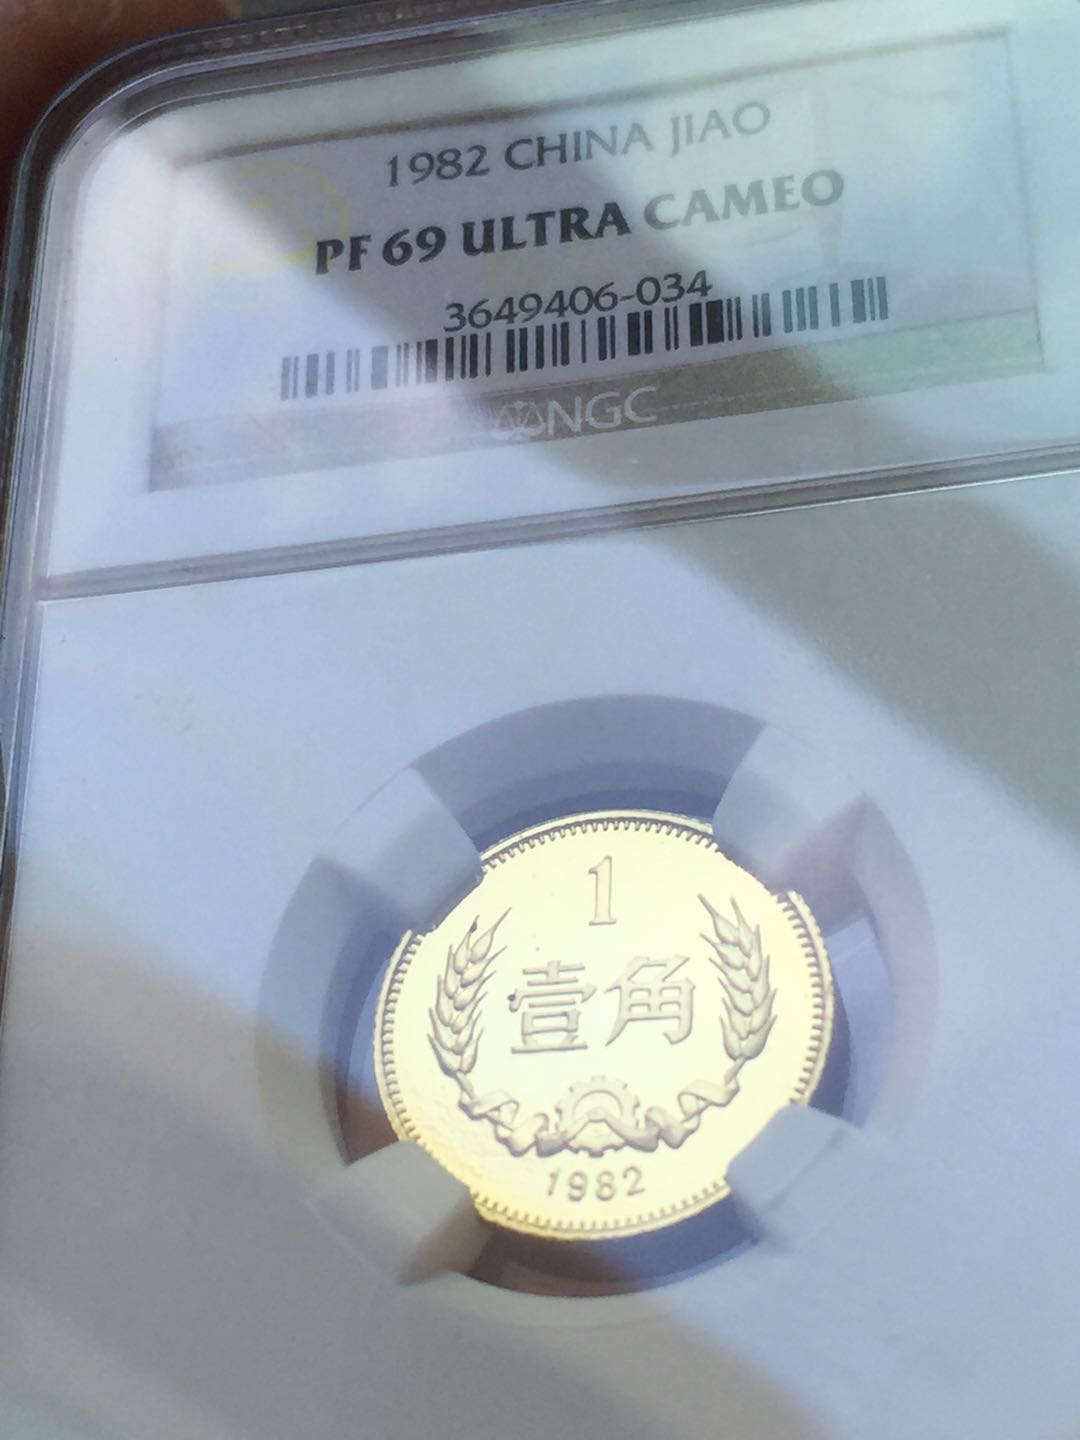 1982 CHINA JIAO
PF 69 ULTRA CAMEO
3649406-034
NGC
1
壹角
1982